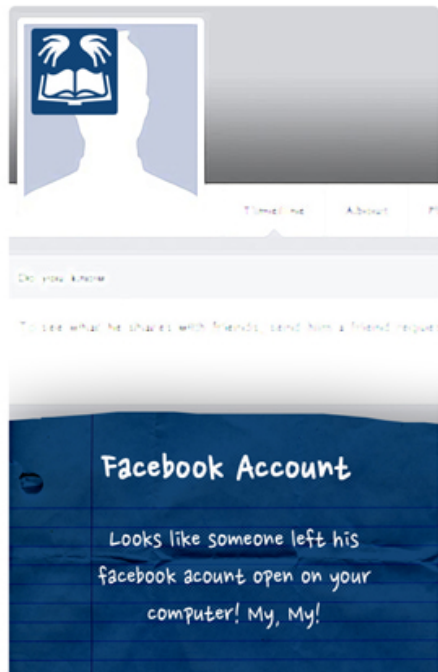 Timeline About
Do you know
To see what he shares with friends, send him a friend reques
Facebook Account
Looks like someone left his
facebook acount open on your
computer! My, My!